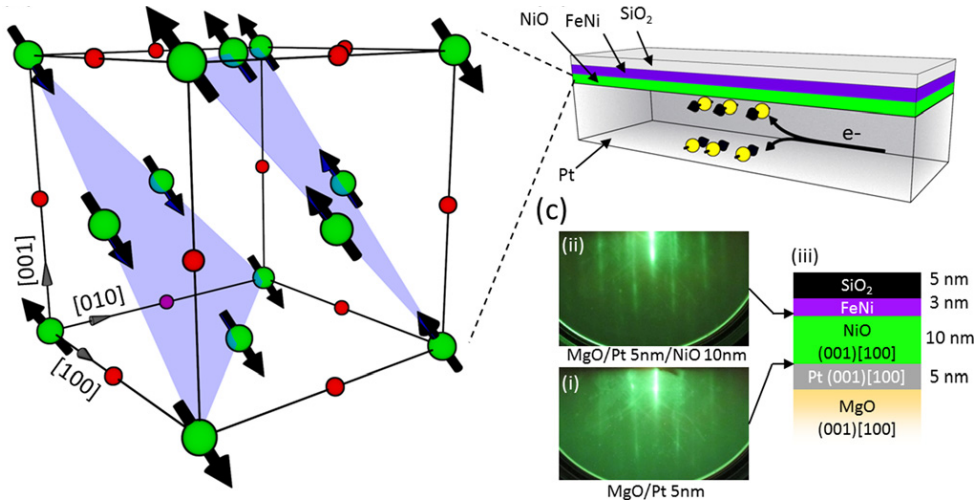 [001]
[010]
[100]
NiO
FeNi
SiO₂
e-
Pt
(c)
(ii)
MgO/Pt 5nm/NiO 10nm
(i)
MgO/Pt 5nm
(iii)
SiO₂
5 nm
FeNi
3 nm
NiO
(001)[100]
10 nm
Pt (001)[100]
5 nm
MgO
(001)[100]